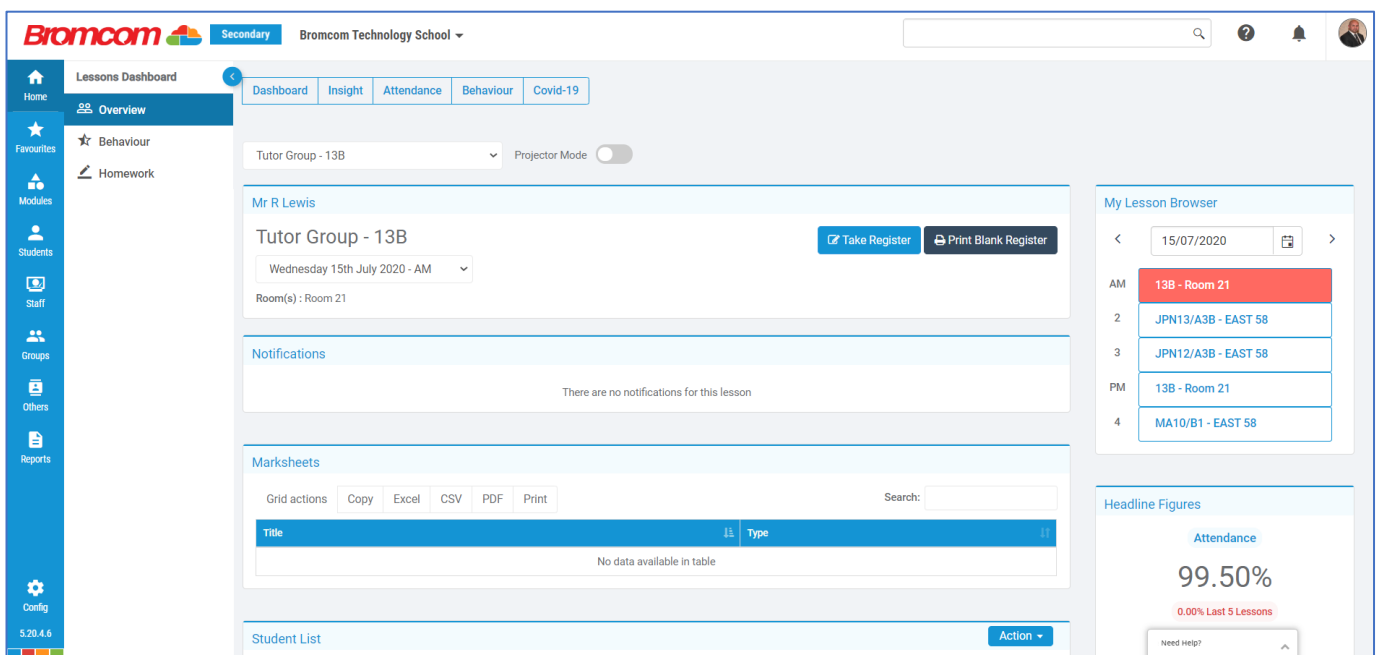 Bromcom Secondary Bromcom Technology School
Home
Favourites
Modules
Students
Staff
Groups
Others
Reports
Config
5.20.4.6
Lessons Dashboard
Overview
Behaviour
Homework
Dashboard Insight Attendance Behaviour Covid-19
Tutor Group - 13B Projector Mode
Mr R Lewis
Tutor Group - 13B
Take Register Print Blank Register
Wednesday 15th July 2020 - AM
Room(s) : Room 21
Notifications
There are no notifications for this lesson
Marksheets
Grid actions Copy Excel CSV PDF Print Search:
Title Type
No data available in table
Student List Action
My Lesson Browser
15/07/2020
AM 13B - Room 21
2 JPN13/A3B - EAST 58
3 JPN12/A3B - EAST 58
PM 13B - Room 21
4 MA10/B1 - EAST 58
Headline Figures
Attendance
99.50%
0.00% Last 5 Lessons
Need Help?